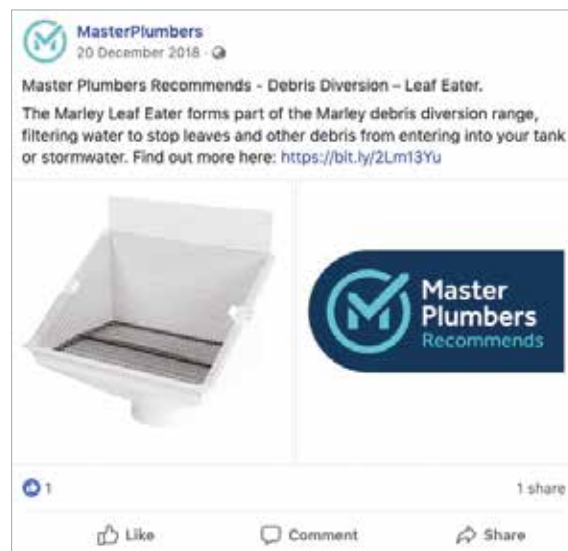 MasterPlumbers
20 December 2018 ·
Master Plumbers Recommends - Debris Diversion – Leaf Eater.
The Marley Leaf Eater forms part of the Marley debris diversion range,
filtering water to stop leaves and other debris from entering into your tank
or stormwater. Find out more here: https://bit.ly/2Lm13Yu
Master
Plumbers
Recommends
1
1 share
Like
Comment
Share